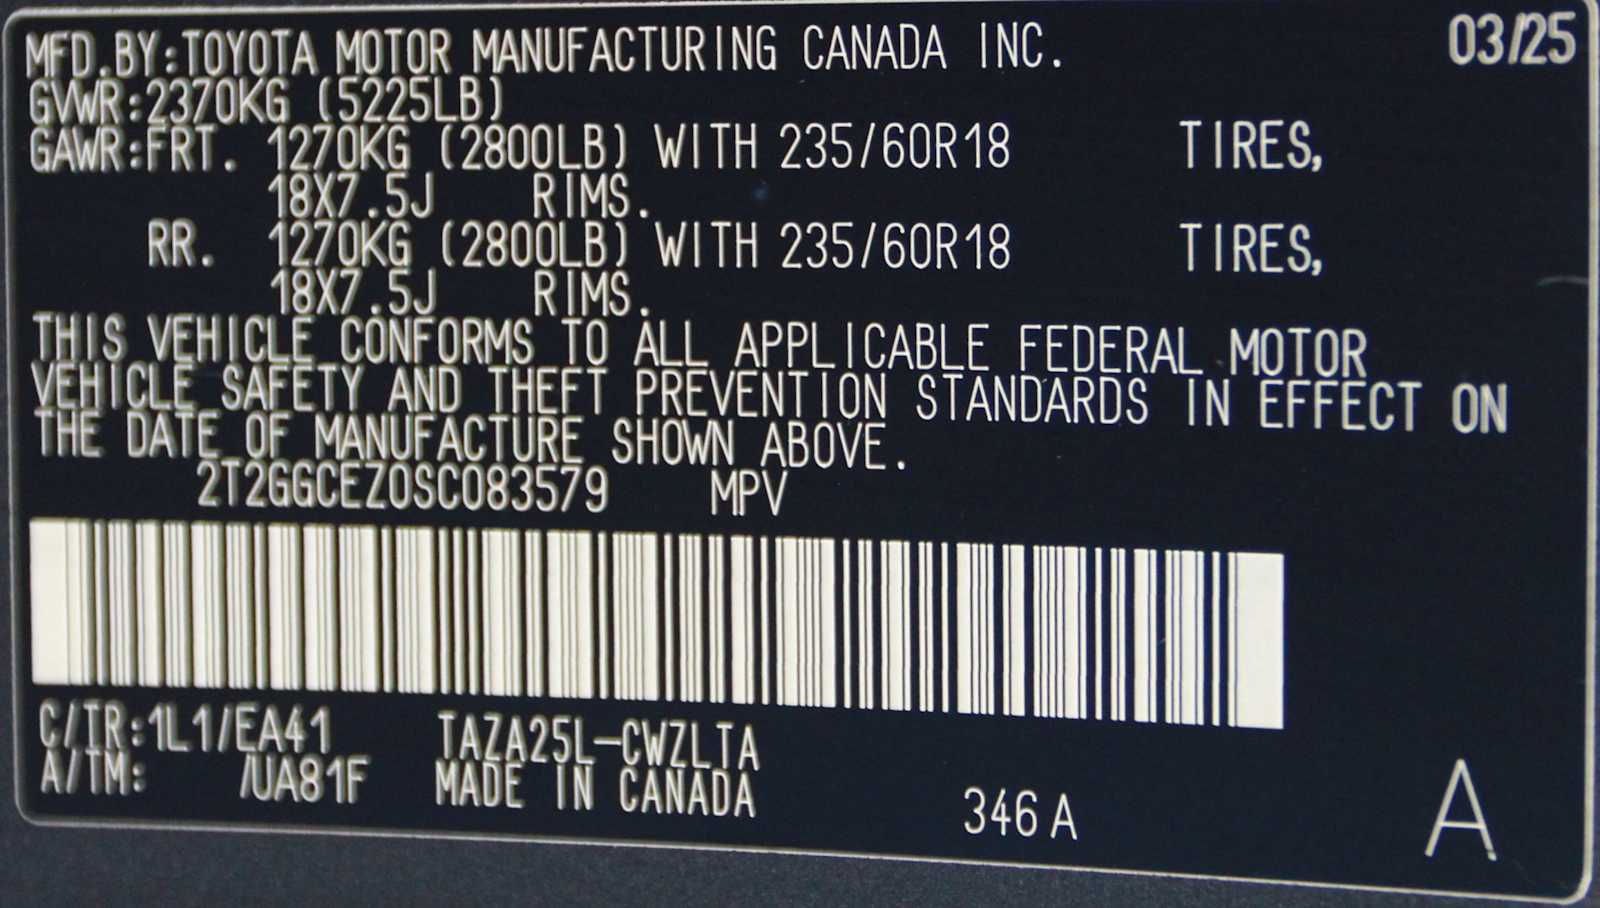 MFD.BY:TOYOTA MOTOR MANUFACTURING CANADA INC. 03/25
GVWR:2370KG (5225LB)
GAWR:FRT. 1270KG (2800LB) WITH 235/60R18 TIRES,
18X7.5J RIMS.
RR. 1270KG (2800LB) WITH 235/60R18 TIRES,
18X7.5J RIMS.
THIS VEHICLE CONFORMS TO ALL APPLICABLE FEDERAL MOTOR
VEHICLE SAFETY AND THEFT PREVENTION STANDARDS IN EFFECT ON
THE DATE OF MANUFACTURE SHOWN ABOVE.
2T2GGCEZ0SC083579 MPV
C/TR:1L1/EA41 TAZA25L-CWZLTA
A/TM: /UA81F MADE IN CANADA
346 A
A